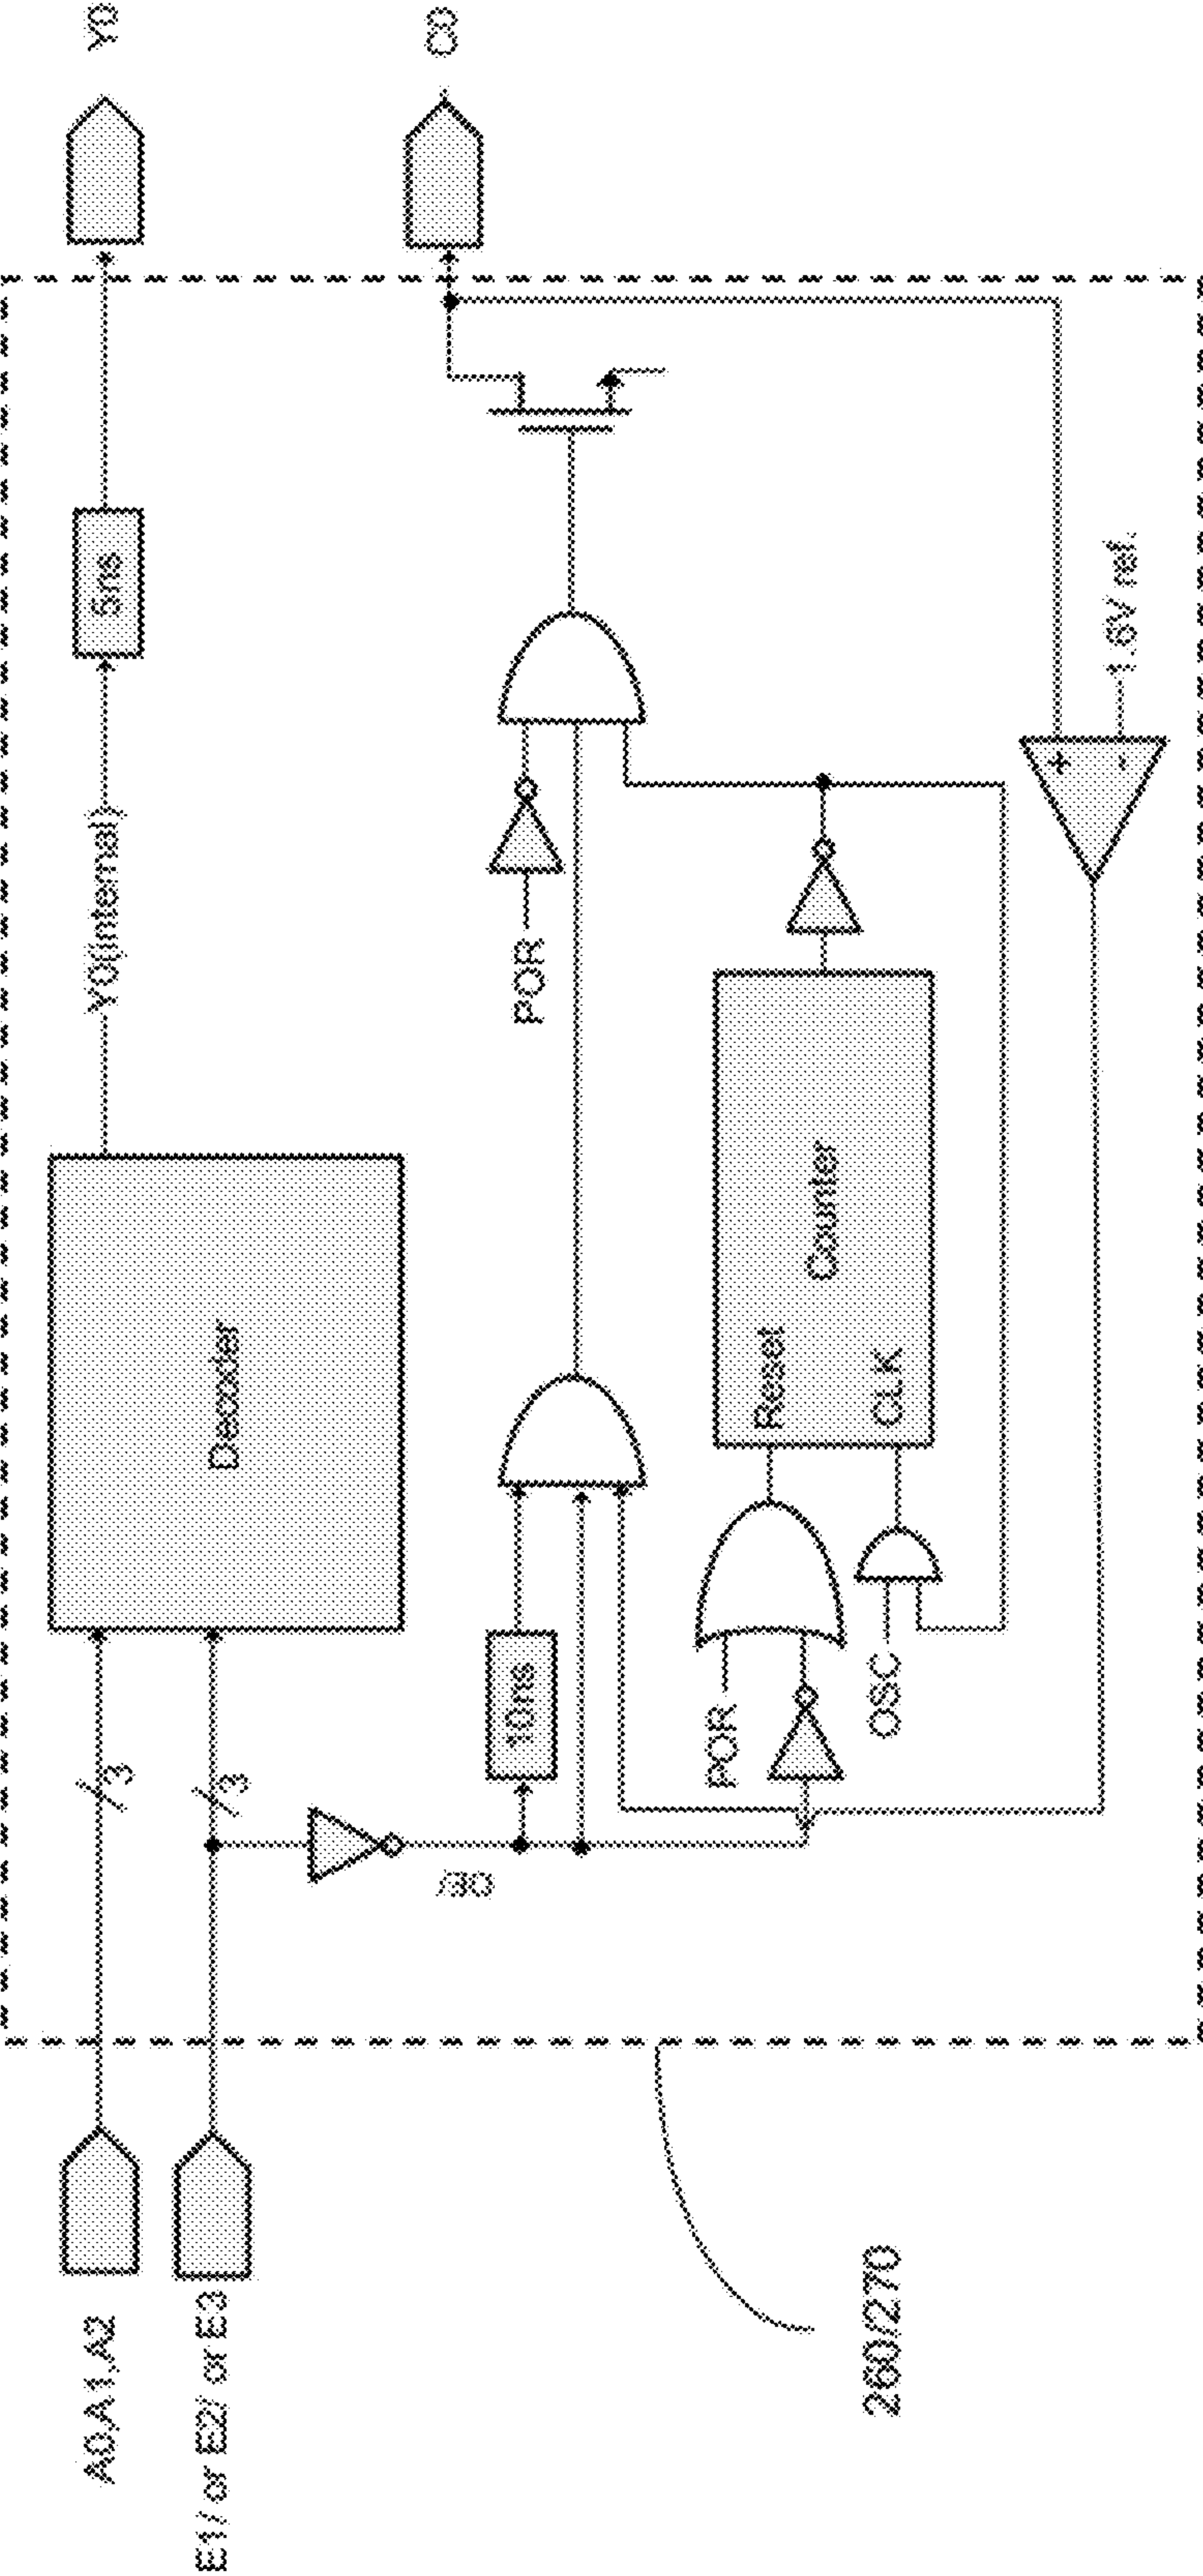 A0,A1,A2
E1/ or E2/ or E3
3
3
Decoder
Y0(internal)
5ns
Y0
C0
10ns
POR
POR
OSC
Reset
CLK
Counter
+
-
1.6V ref.
260/270